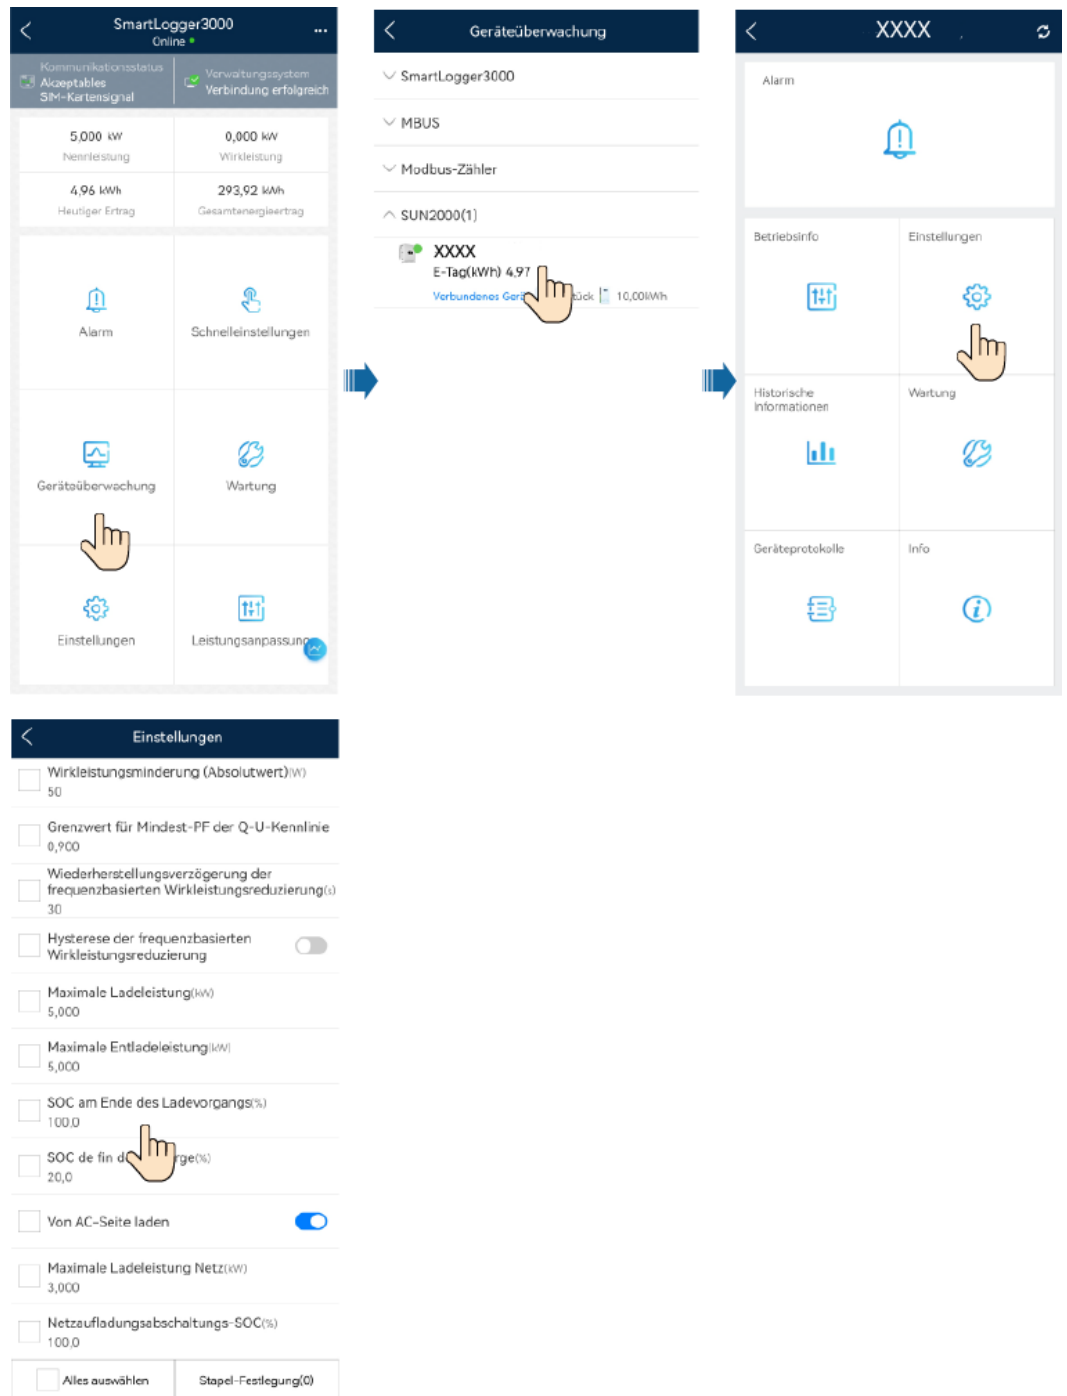 SmartLogger3000
Online
Kommunikationsstatus
Akzeptables
SIM-Kartensignal
Verwaltungssystem
Verbindung erfolgreich
5,000 kW
Nennleistung
0,000 kW
Wirkleistung
4,96 kWh
Heutiger Ertrag
293,92 kWh
Gesamtenergieertrag
Alarm
Schnelleinstellungen
Geräteüberwachung
Wartung
Einstellungen
Leistungsanpassung
Geräteüberwachung
SmartLogger3000
MBUS
Modbus-Zähler
SUN2000(1)
XXXX
E-Tag(kWh) 4,97
Verbundenes Ger
tück 10,00kWh
XXXX
Alarm
Betriebsinfo
Einstellungen
Historische
Informationen
Wartung
Geräteprotokolle
Info
Einstellungen
Wirkleistungsminderung (Absolutwert)(W)
50
Grenzwert für Mindest-PF der Q-U-Kennlinie
0,900
Wiederherstellungsverzögerung der
frequenzbasierten Wirkleistungsreduzierung(s)
30
Hysterese der frequenzbasierten
Wirkleistungsreduzierung
Maximale Ladeleistung(kW)
5,000
Maximale Entladeleistung(kW)
5,000
SOC am Ende des Ladevorgangs(%)
100,0
SOC de fin d rge(%)
20,0
Von AC-Seite laden
Maximale Ladeleistung Netz(kW)
3,000
Netzaufladungsabschaltungs-SOC(%)
100,0
Alles auswählen
Stapel-Festlegung(0)